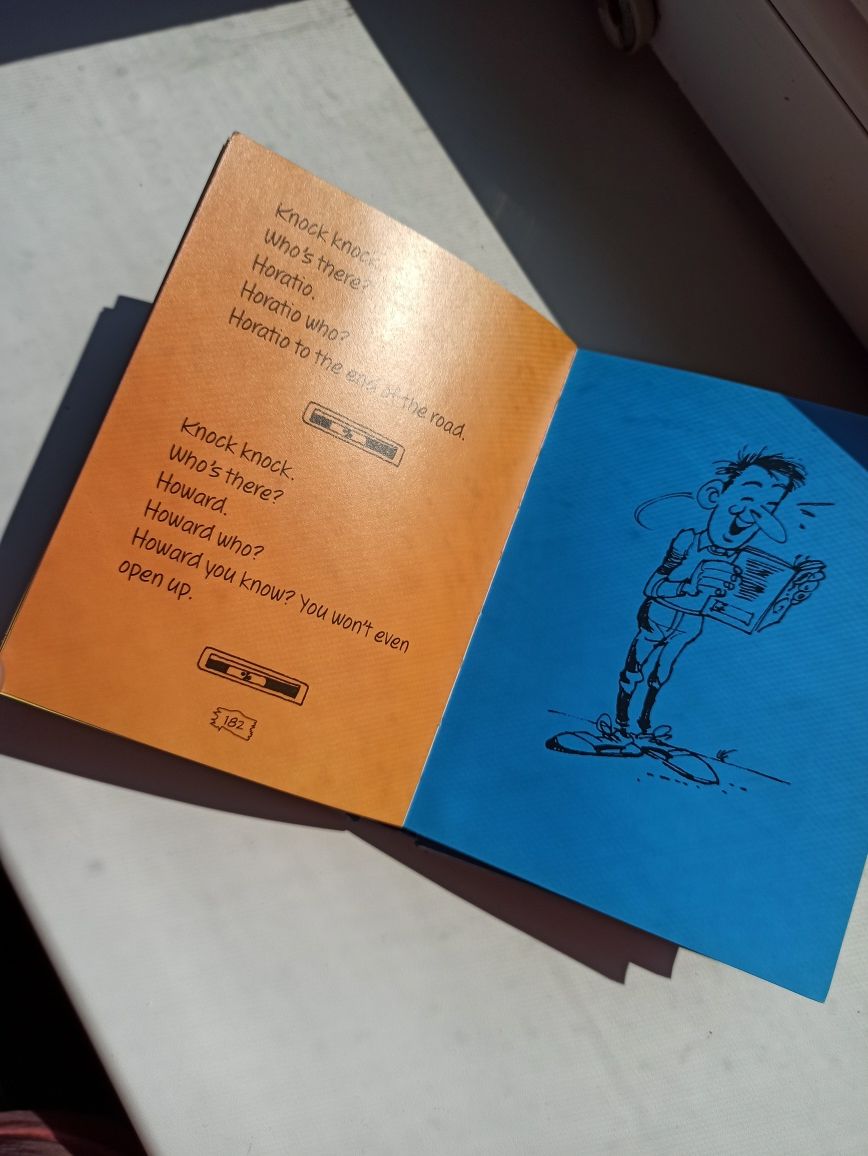 Knock knock.
Who's there?
Horatio.
Horatio who?
Horatio to the end of the road.
Knock knock.
Who's there?
Howard.
Howard who?
Howard you know? You won't even
open up.
182